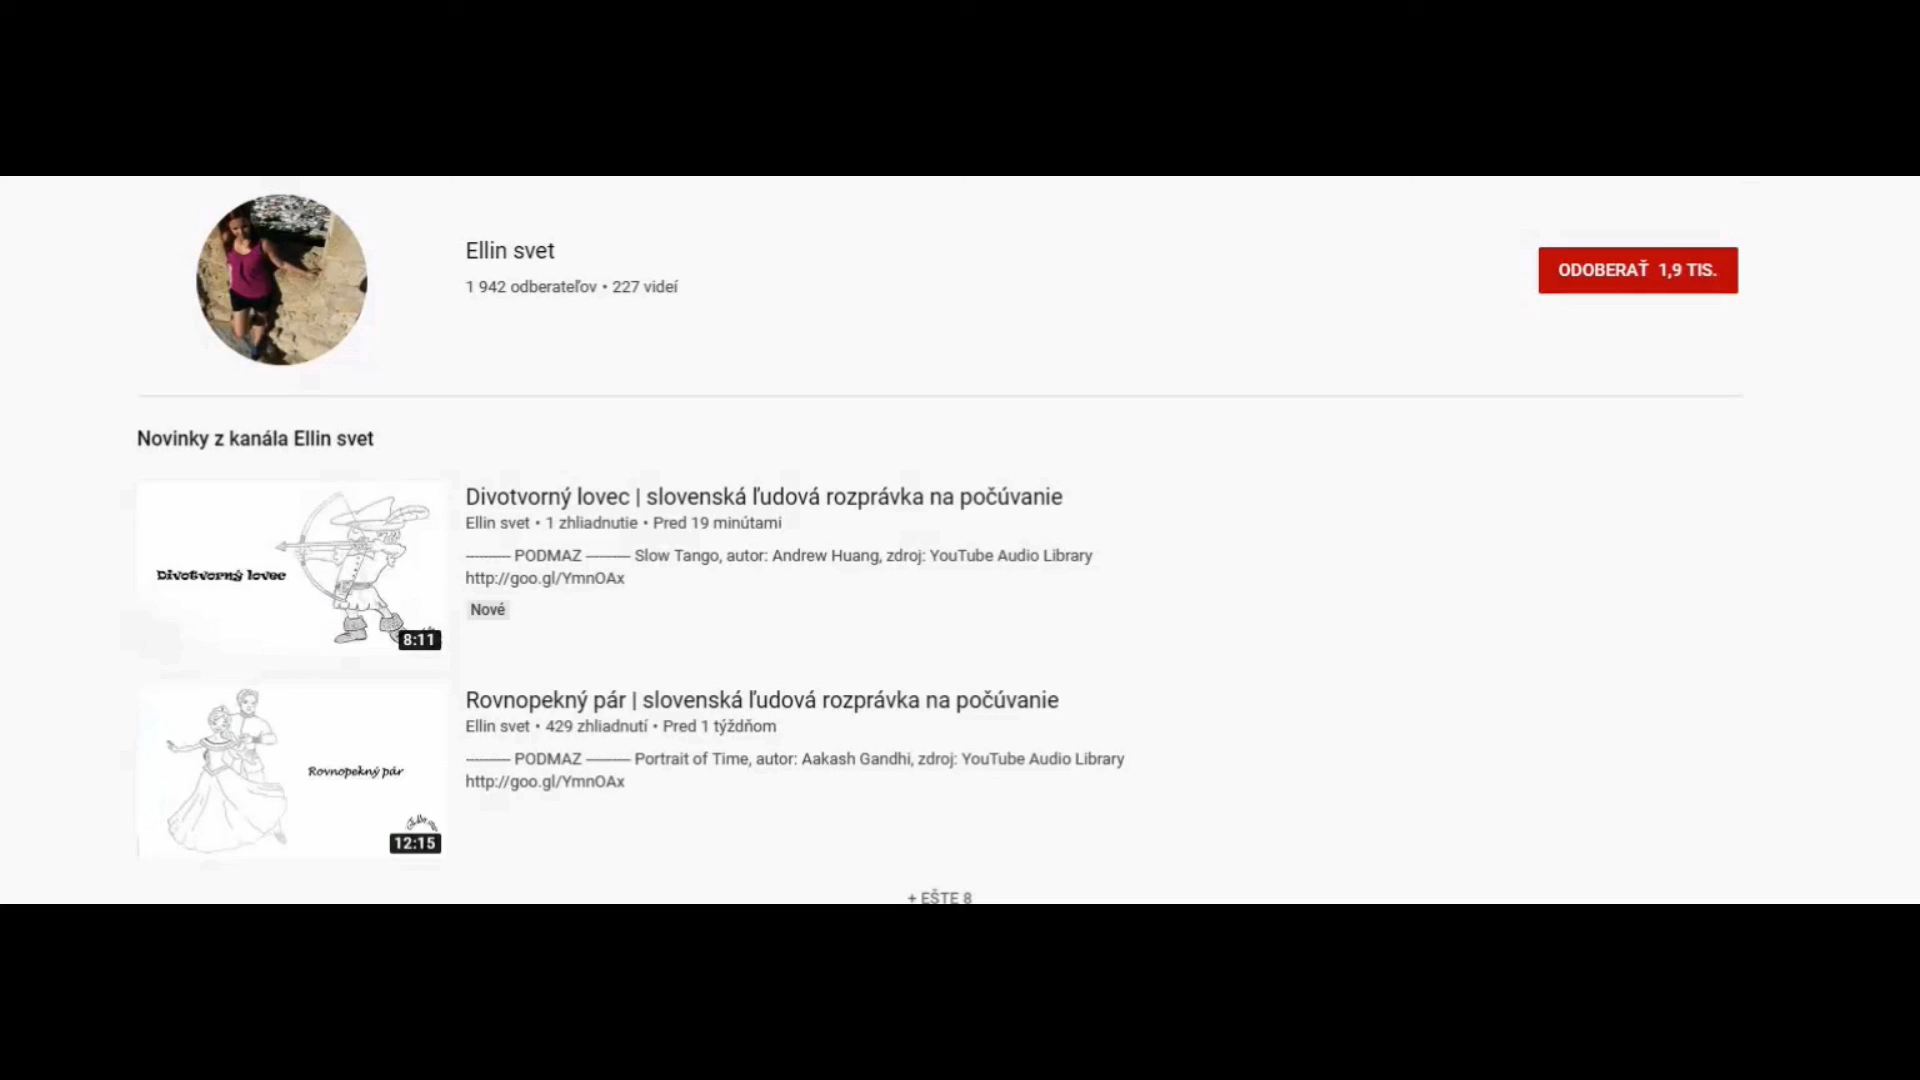 Ellin svet
1 942 odberateľov • 227 videí
ODOBERAŤ 1,9 TIS.
Novinky z kanála Ellin svet
Divotvorný lovec
8:11
Divotvorný lovec | slovenská ľudová rozprávka na počúvanie
Ellin svet • 1 zhliadnutie • Pred 19 minútami
---------- PODMAZ ---------- Slow Tango, autor: Andrew Huang, zdroj: YouTube Audio Library
http://goo.gl/YmnOAx
Nové
Rovnopekný pár
12:15
Rovnopekný pár | slovenská ľudová rozprávka na počúvanie
Ellin svet • 429 zhliadnutí • Pred 1 týždňom
---------- PODMAZ ---------- Portrait of Time, autor: Aakash Gandhi, zdroj: YouTube Audio Library
http://goo.gl/YmnOAx
+ EŠTE 8